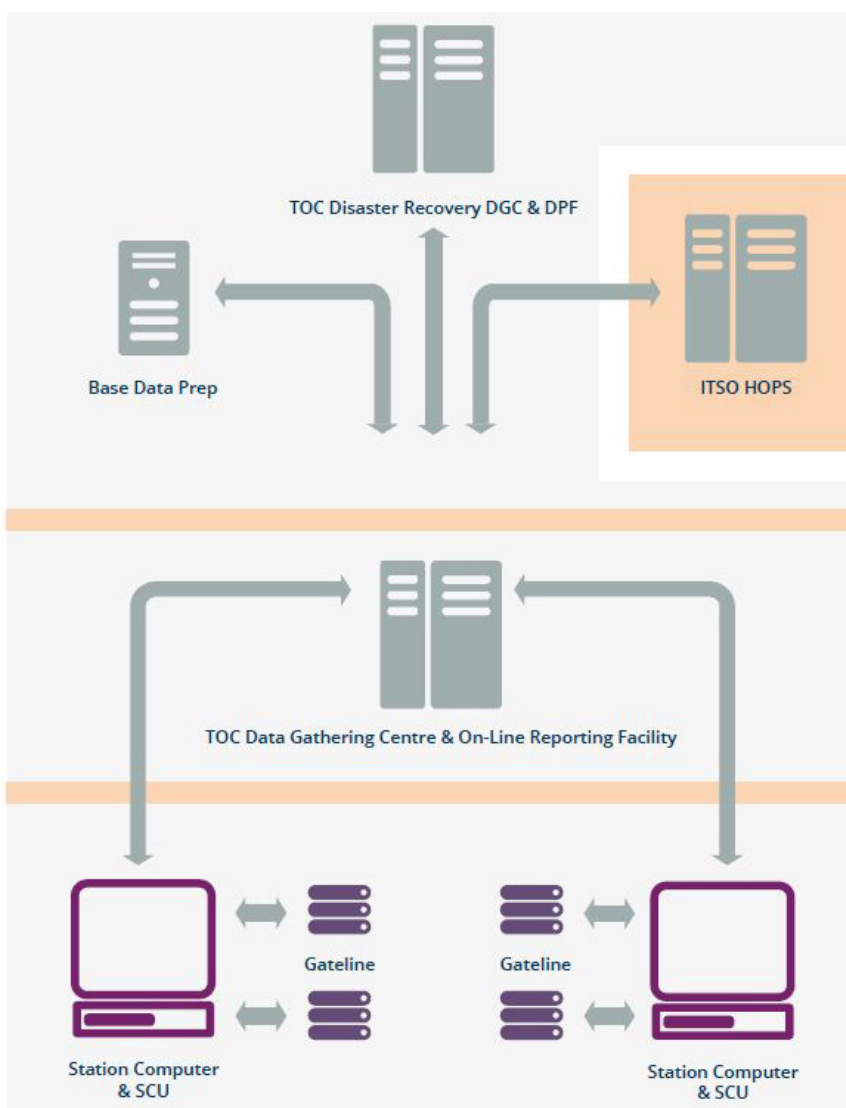 TOC Disaster Recovery DGC & DPF
Base Data Prep
ITSO HOPS
TOC Data Gathering Centre & On-Line Reporting Facility
Gateline
Gateline
Station Computer
& SCU
Station Computer
& SCU